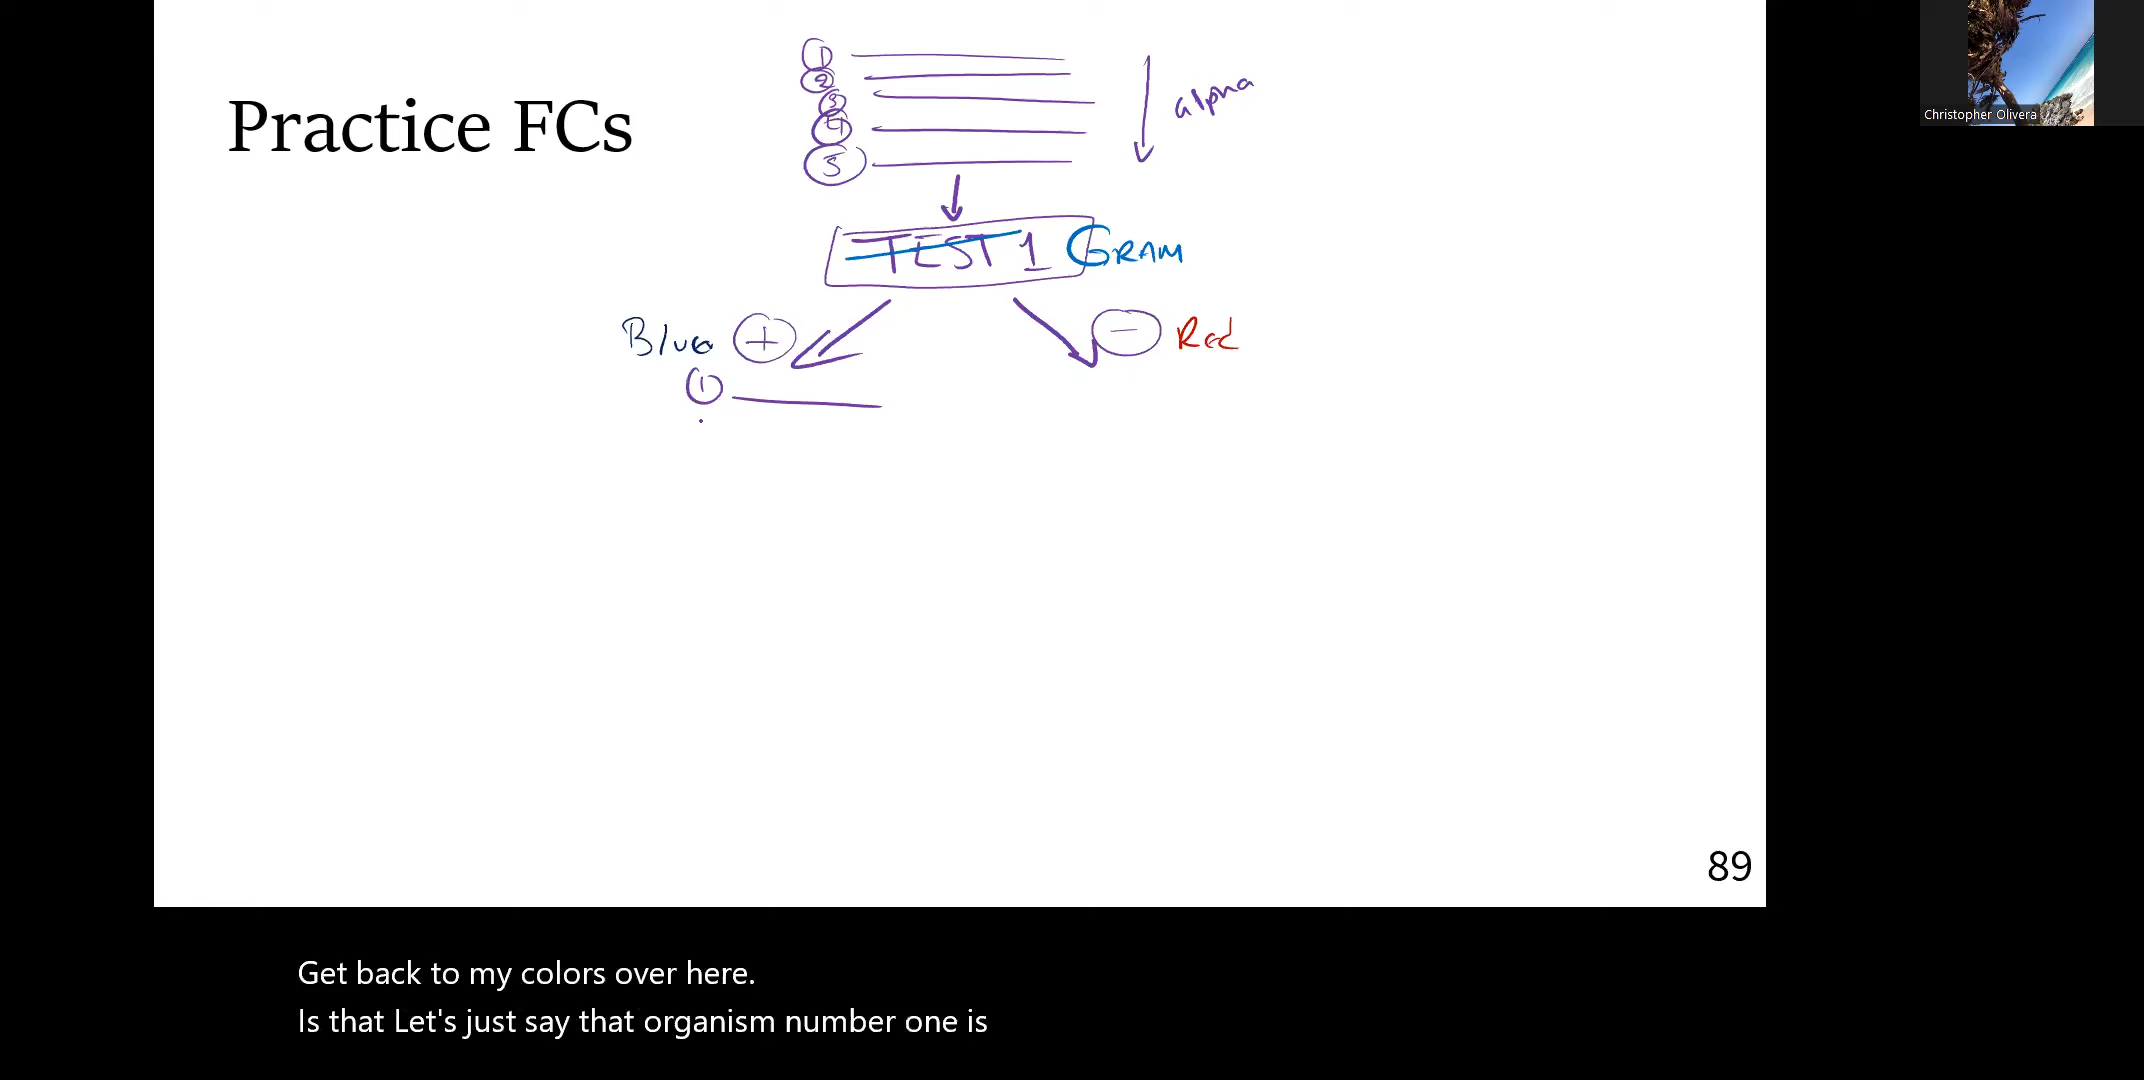 Practice FCs
1
2
3
4
5
alpha
TEST 1 GRAM
Blue + - Red
1
89
Christopher Olivera
Get back to my colors over here.
Is that Let's just say that organism number one is